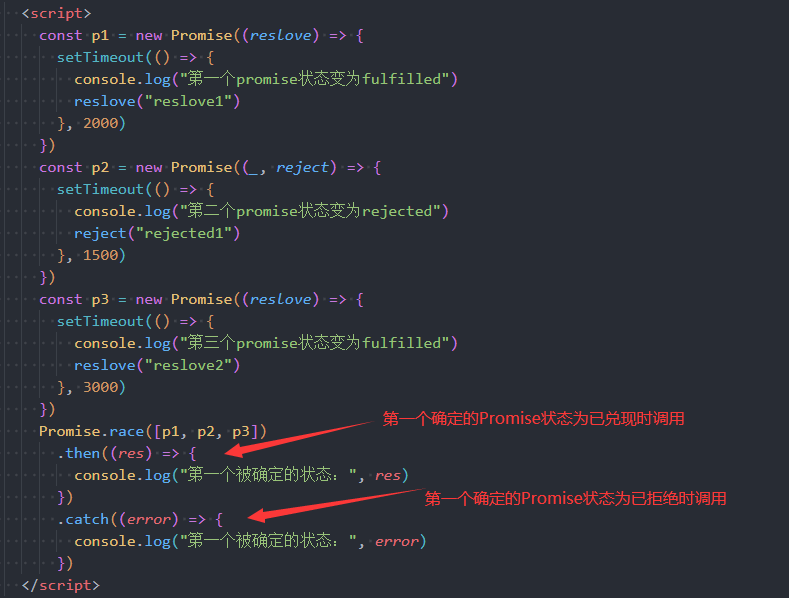 <script>
const p1 = new Promise((reslove) => {
setTimeout(() => {
console.log("第一个promise状态变为fulfilled")
reslove("reslove1")
}, 2000)
})
const p2 = new Promise((_, reject) => {
setTimeout(() => {
console.log("第二个promise状态变为rejected")
reject("rejected1")
}, 1500)
})
const p3 = new Promise((reslove) => {
setTimeout(() => {
console.log("第三个promise状态变为fulfilled")
reslove("reslove2")
}, 3000)
})
第一个确定的Promise状态为已兑现时调用
Promise.race([p1, p2, p3])
.then((res) => {
console.log("第一个被确定的状态：", res)
})
第一个确定的Promise状态为已拒绝时调用
.catch((error) => {
console.log("第一个被确定的状态：", error)
})
</script>